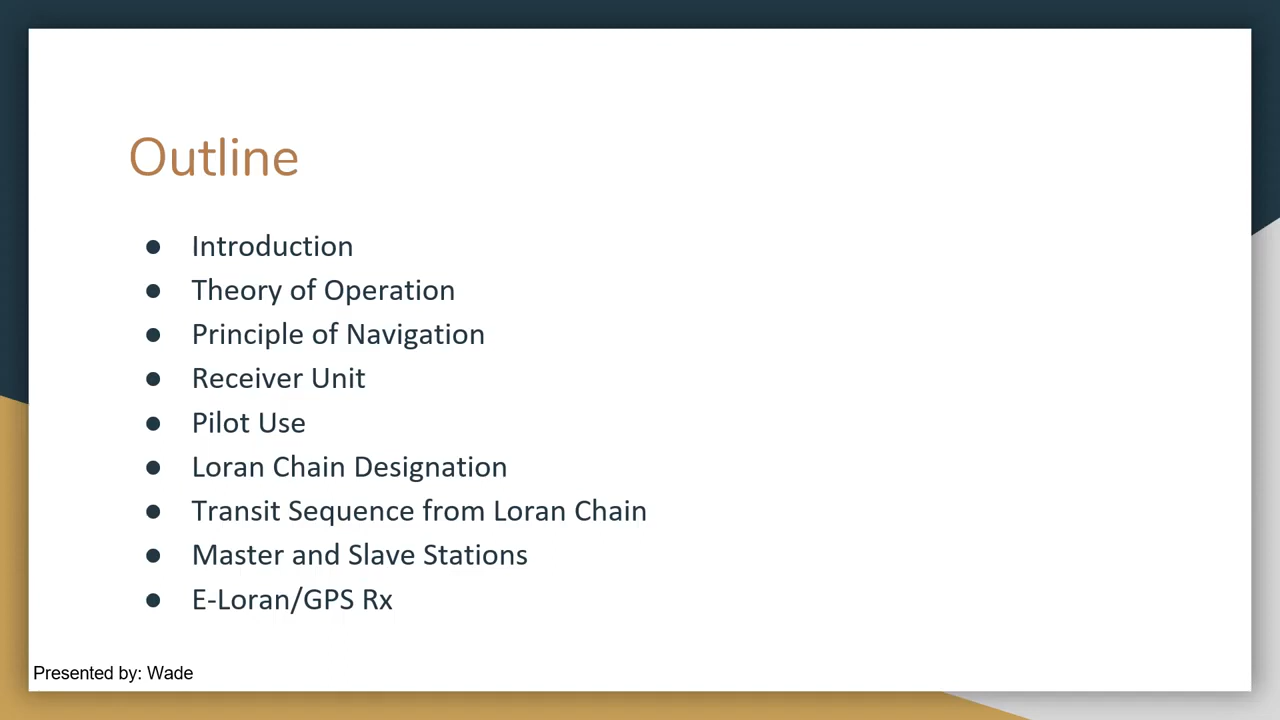 Outline
● Introduction
● Theory of Operation
● Principle of Navigation
● Receiver Unit
● Pilot Use
● Loran Chain Designation
● Transit Sequence from Loran Chain
● Master and Slave Stations
● E-Loran/GPS Rx
Presented by: Wade